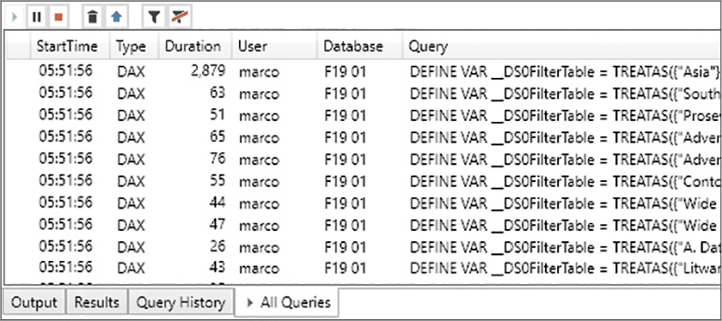 StartTime Type Duration User Database Query
05:51:56 DAX 2,879 marco F19 01 DEFINE VAR __DS0FilterTable = TREATAS({"Asia"}
05:51:56 DAX 63 marco F19 01 DEFINE VAR __DS0FilterTable = TREATAS({"South
05:51:56 DAX 51 marco F19 01 DEFINE VAR __DS0FilterTable = TREATAS({"Prosev
05:51:56 DAX 65 marco F19 01 DEFINE VAR __DS0FilterTable = TREATAS({"Adver
05:51:56 DAX 76 marco F19 01 DEFINE VAR __DS0FilterTable = TREATAS({"Adver
05:51:56 DAX 55 marco F19 01 DEFINE VAR __DS0FilterTable = TREATAS({"Contc
05:51:56 DAX 44 marco F19 01 DEFINE VAR __DS0FilterTable = TREATAS({"Wide
05:51:56 DAX 47 marco F19 01 DEFINE VAR __DS0FilterTable = TREATAS({"Wide
05:51:56 DAX 26 marco F19 01 DEFINE VAR __DS0FilterTable = TREATAS({"A. Dat
05:51:56 DAX 43 marco F19 01 DEFINE VAR __DS0FilterTable = TREATAS({"Litwar
Output Results Query History All Queries